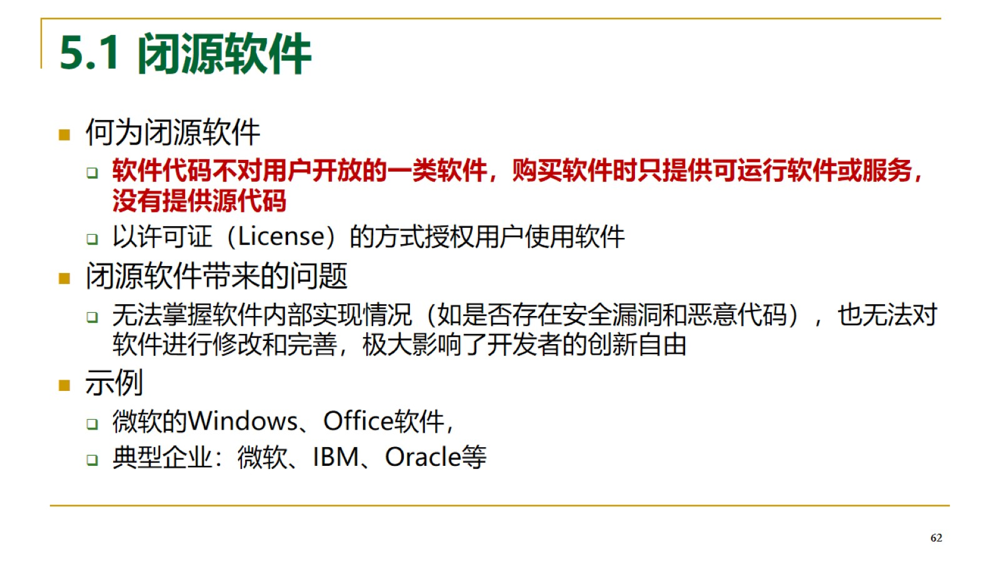 5.1 闭源软件
何为闭源软件
软件代码不对用户开放的一类软件，购买软件时只提供可运行软件或服务，
没有提供源代码
以许可证（License）的方式授权用户使用软件
闭源软件带来的问题
无法掌握软件内部实现情况（如是否存在安全漏洞和恶意代码），也无法对
软件进行修改和完善，极大影响了开发者的创新自由
示例
微软的Windows、Office软件，
典型企业：微软、IBM、Oracle等
62